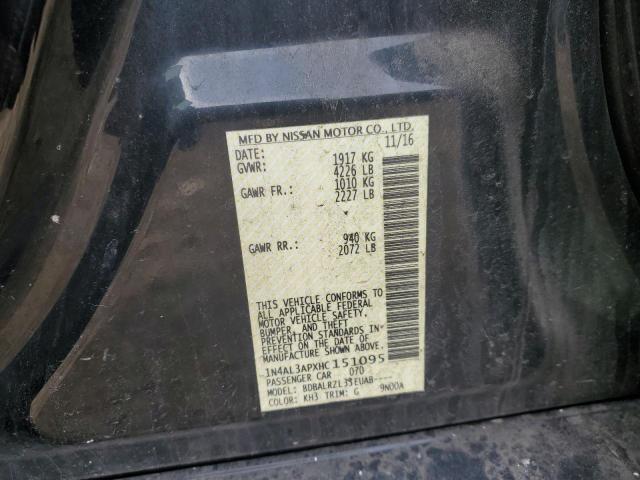 MFD BY NISSAN MOTOR CO., LTD.
DATE: 11/16
GVWR: 1917 KG
4226 LB
GAWR FR.: 1010 KG
2227 LB
GAWR RR.: 940 KG
2072 LB
THIS VEHICLE CONFORMS TO
ALL APPLICABLE FEDERAL
MOTOR VEHICLE SAFETY,
BUMPER, AND THEFT
PREVENTION STANDARDS IN
EFFECT ON THE DATE OF
MANUFACTURE SHOWN ABOVE.
1N4AL3APXHC151095
PASSENGER CAR 070
MODEL: BDBALRZL33EUAB----
COLOR: KH3 TRIM: G 9N00A